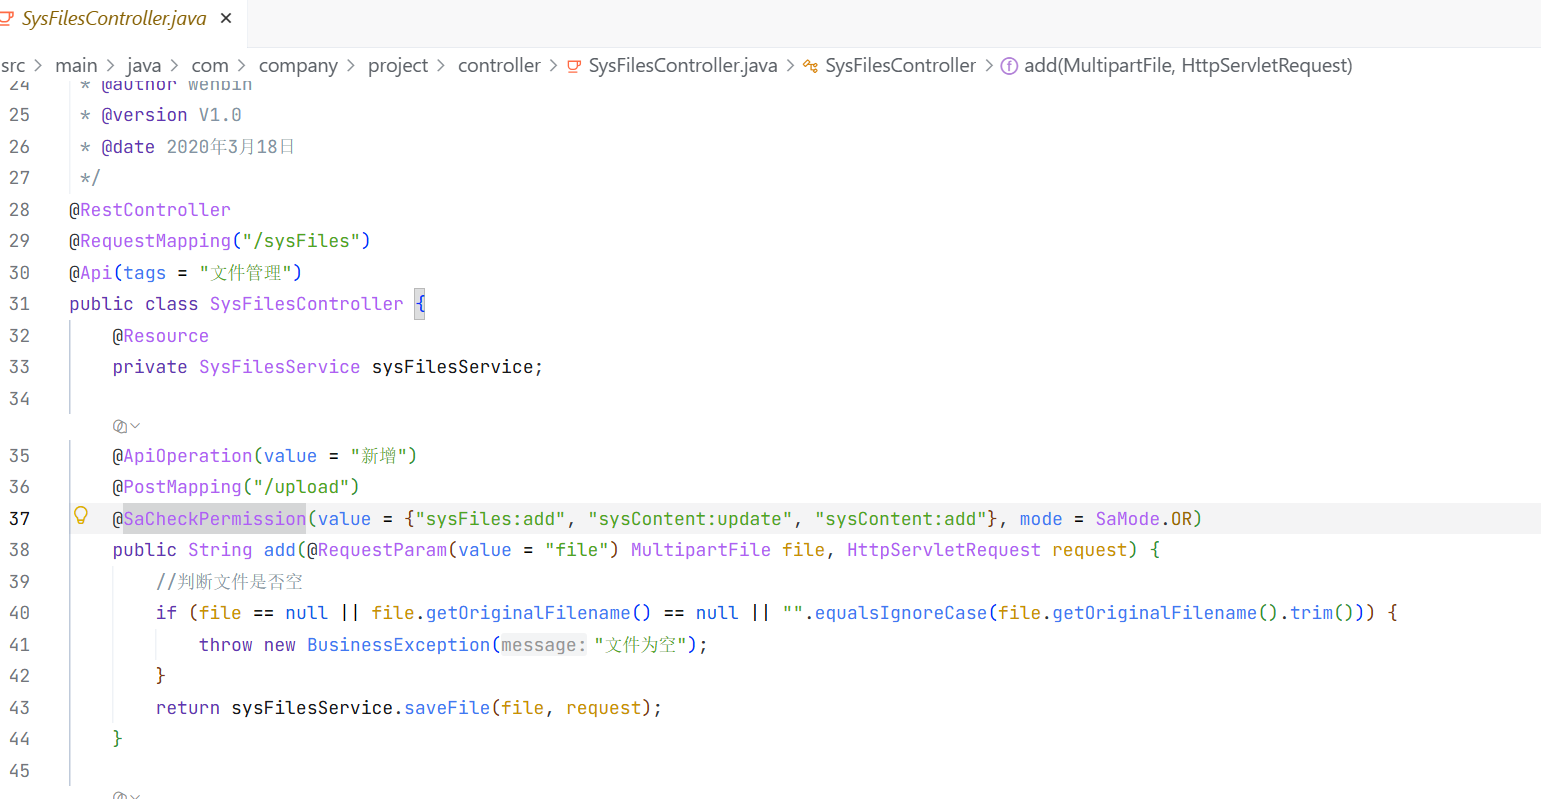 SysFilesController.java ×
src > main > java > com > company > project > controller > SysFilesController.java > SysFilesController > add(MultipartFile, HttpServletRequest)
24 * @author wenbin
25 * @version V1.0
26 * @date 2020年3月18日
27 */
28 @RestController
29 @RequestMapping("/sysFiles")
30 @Api(tags = "文件管理")
31 public class SysFilesController {
32 @Resource
33 private SysFilesService sysFilesService;
34
35 @ApiOperation(value = "新增")
36 @PostMapping("/upload")
37 @SaCheckPermission(value = {"sysFiles:add", "sysContent:update", "sysContent:add"}, mode = SaMode.OR)
38 public String add(@RequestParam(value = "file") MultipartFile file, HttpServletRequest request) {
39 //判断文件是否空
40 if (file == null || file.getOriginalFilename() == null || "".equalsIgnoreCase(file.getOriginalFilename().trim())) {
41 throw new BusinessException(message: "文件为空");
42 }
43 return sysFilesService.saveFile(file, request);
44 }
45